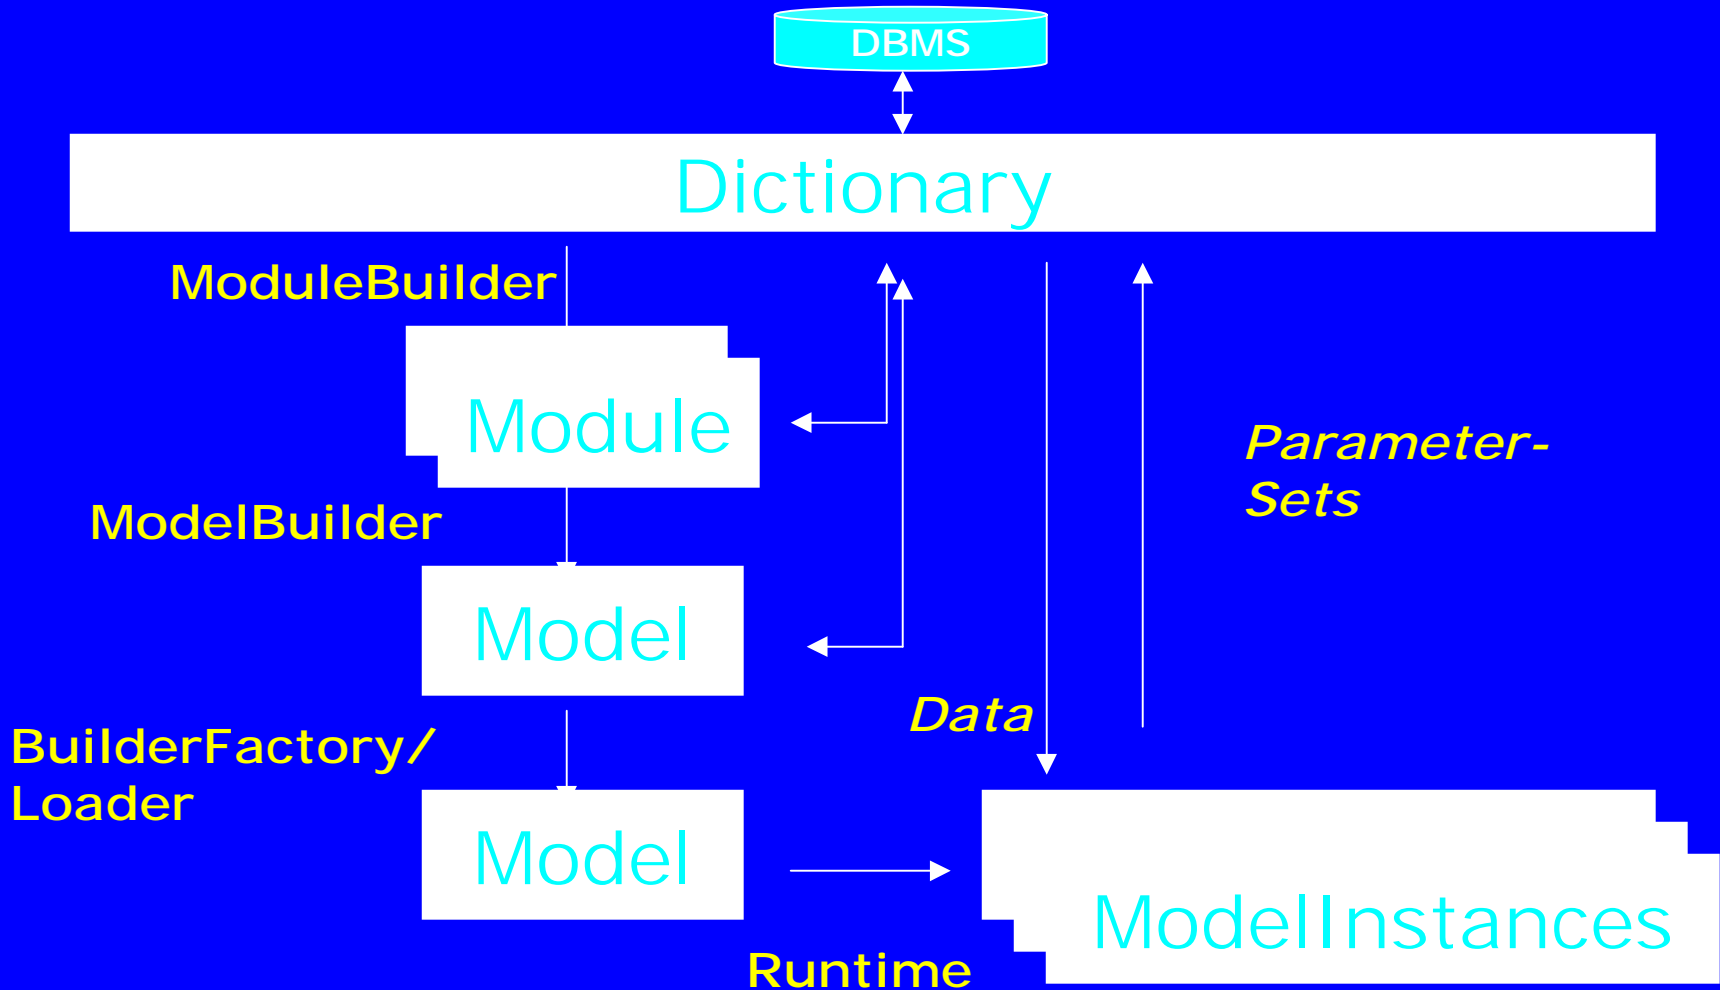 DBMS
Dictionary
ModuleBuilder
Module
Parameter-
Sets
ModelBuilder
Model
Data
BuilderFactory/
Loader
Model
ModelInstances
Runtime